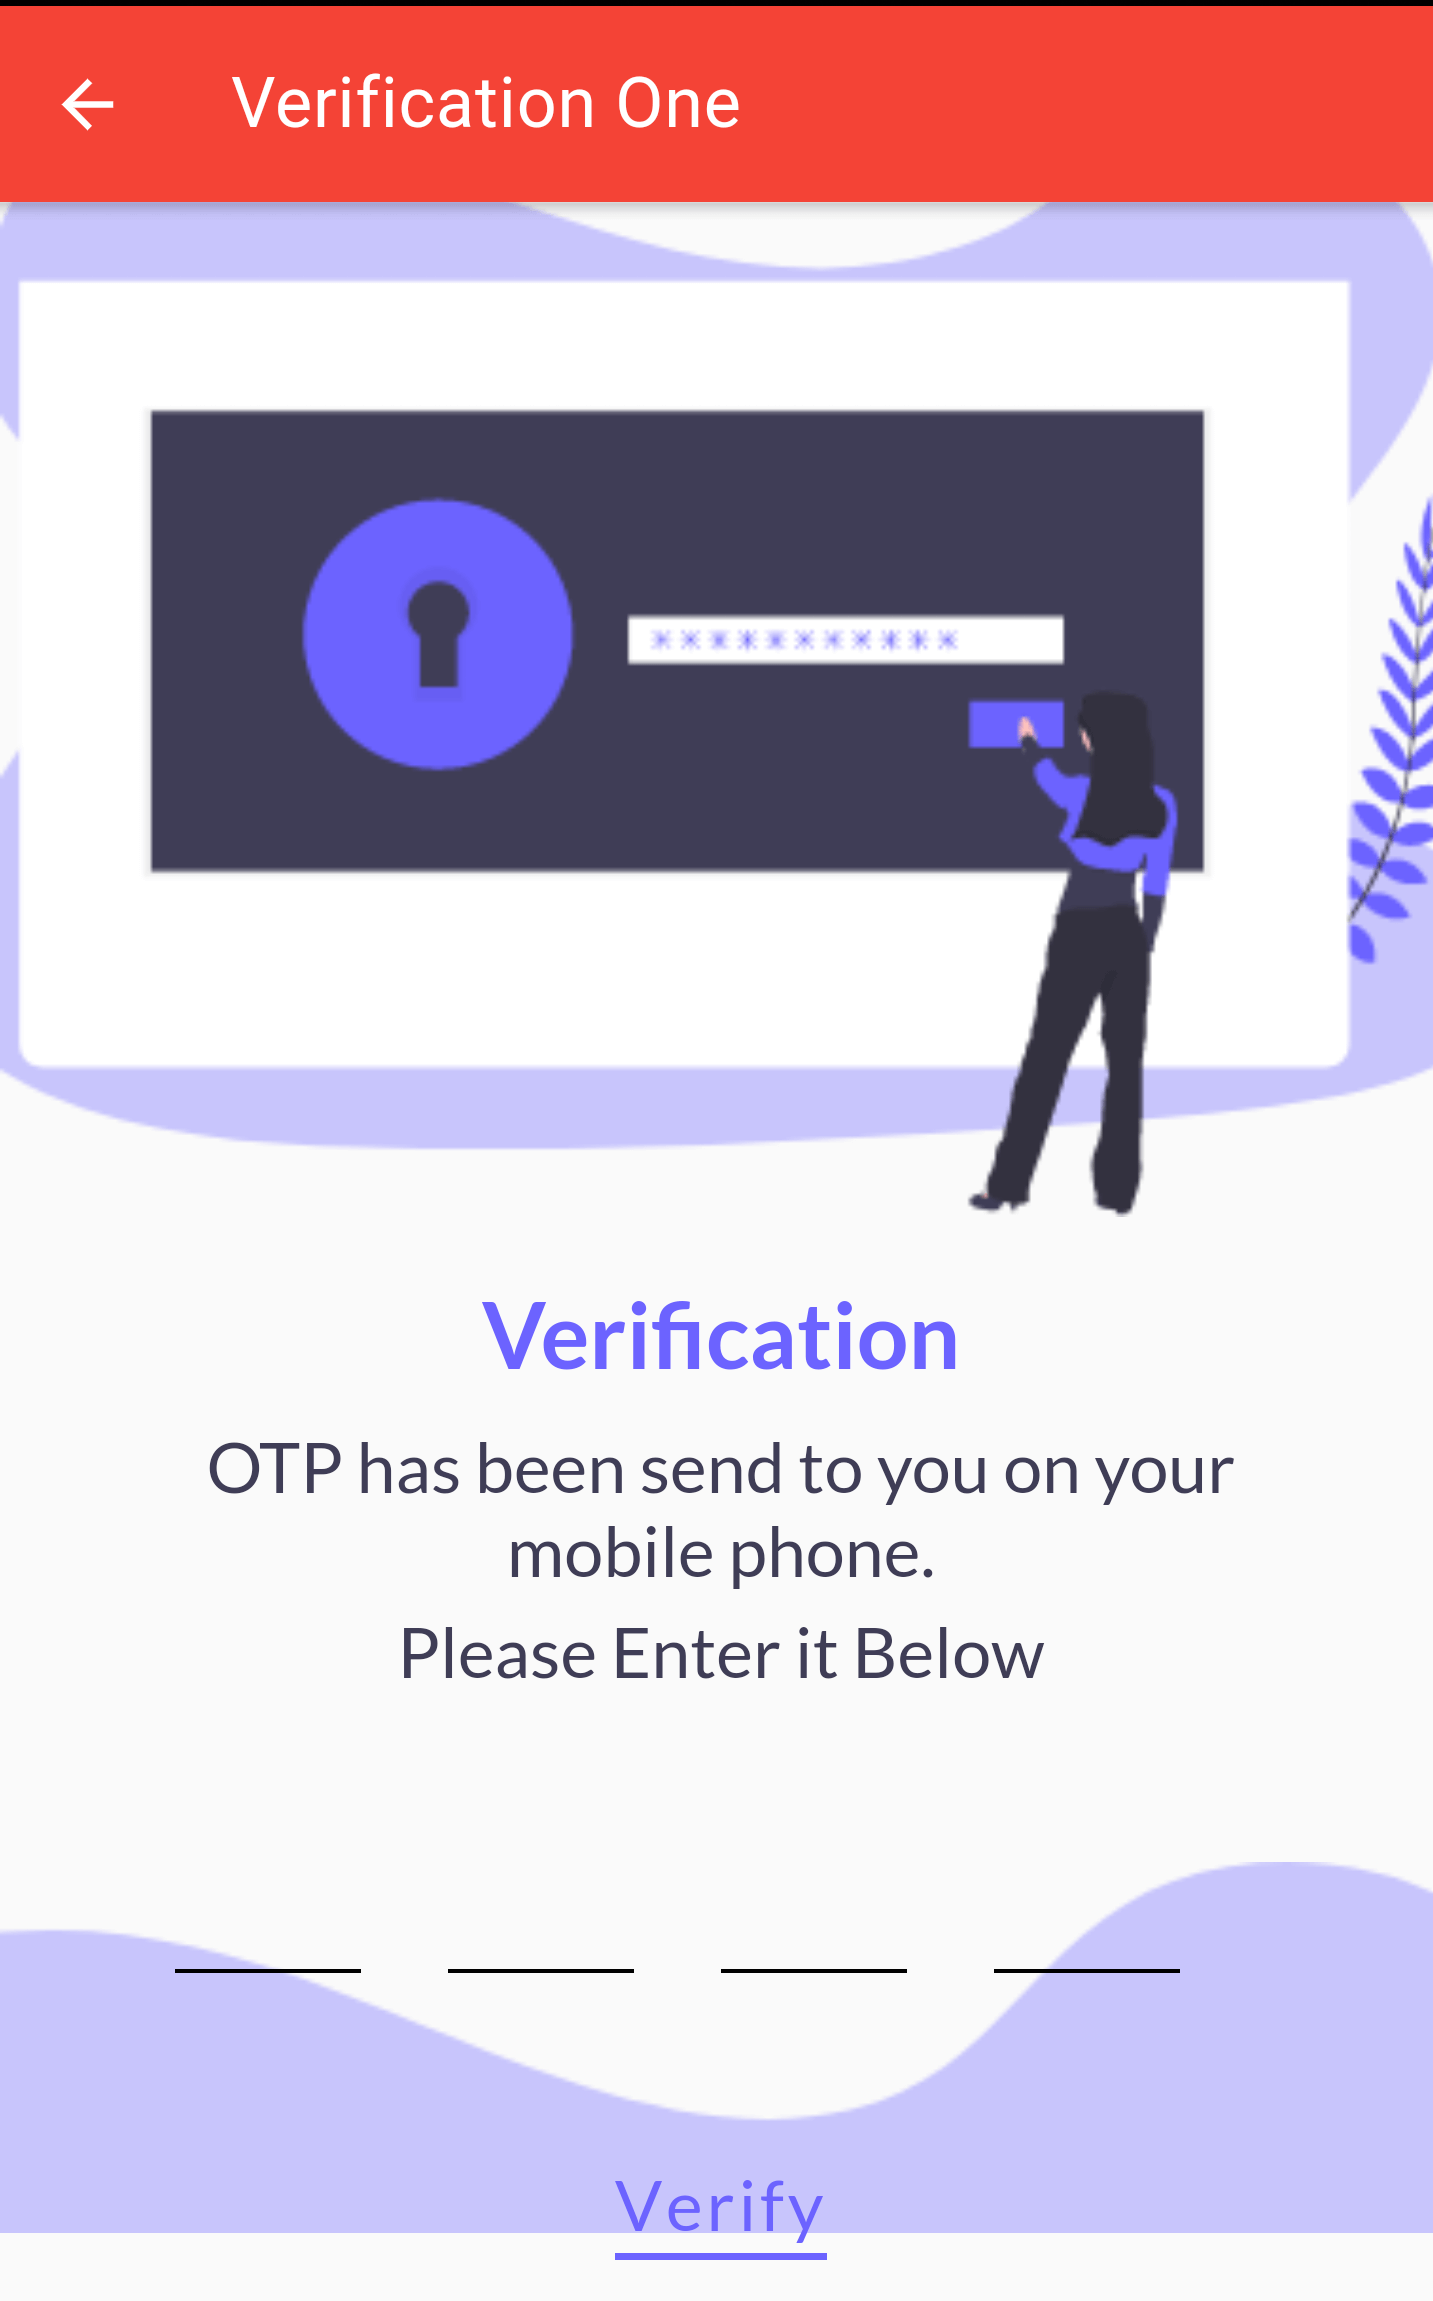 Verification One
***********
Verification
OTP has been send to you on your
mobile phone.
Please Enter it Below
Verify